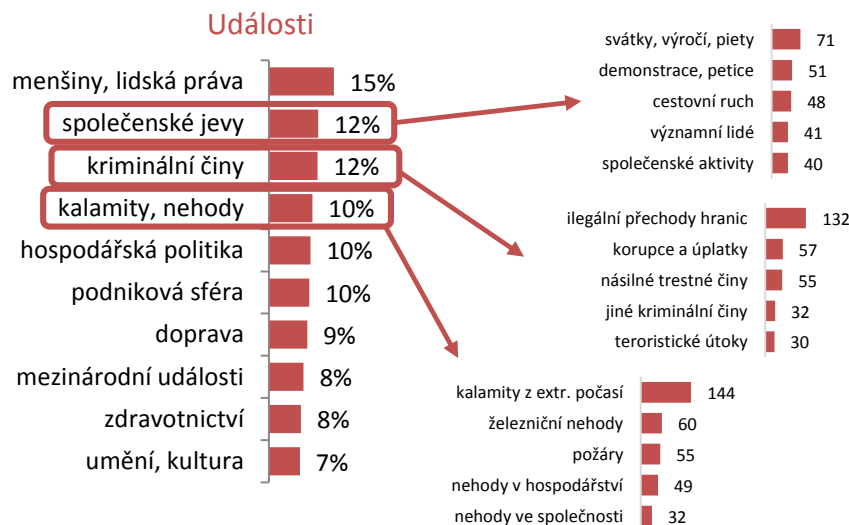 Události
menšiny, lidská práva 15%
společenské jevy 12%
kriminální činy 12%
kalamity, nehody 10%
hospodářská politika 10%
podniková sféra 10%
doprava 9%
mezinárodní události 8%
zdravotnictví 8%
umění, kultura 7%
svátky, výročí, piety 71
demonstrace, petice 51
cestovní ruch 48
významní lidé 41
společenské aktivity 40
ilegální přechody hranic 132
korupce a úplatky 57
násilné trestné činy 55
jiné kriminální činy 32
teroristické útoky 30
kalamity z extr. počasí 144
železniční nehody 60
požáry 55
nehody v hospodářství 49
nehody ve společnosti 32